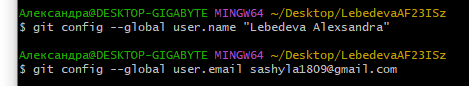 Александра@DESKTOP-GIGABYTE MINGW64 ~/Desktop/LebedevaAF23ISz
$ git config --global user.name "Lebedeva Alexsandra"
Александра@DESKTOP-GIGABYTE MINGW64 ~/Desktop/LebedevaAF23ISz
$ git config --global user.email sashyla1809@gmail.com